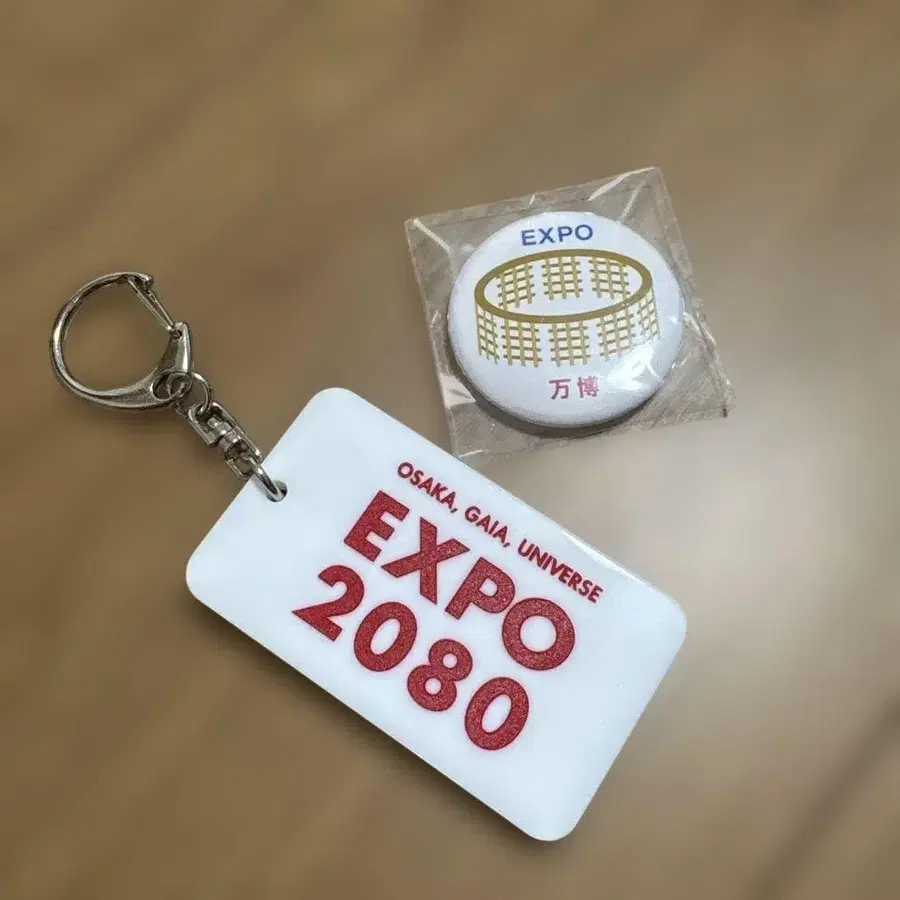 EXPO
万博
OSAKA, GAIA, UNIVERSE
EXPO
2080